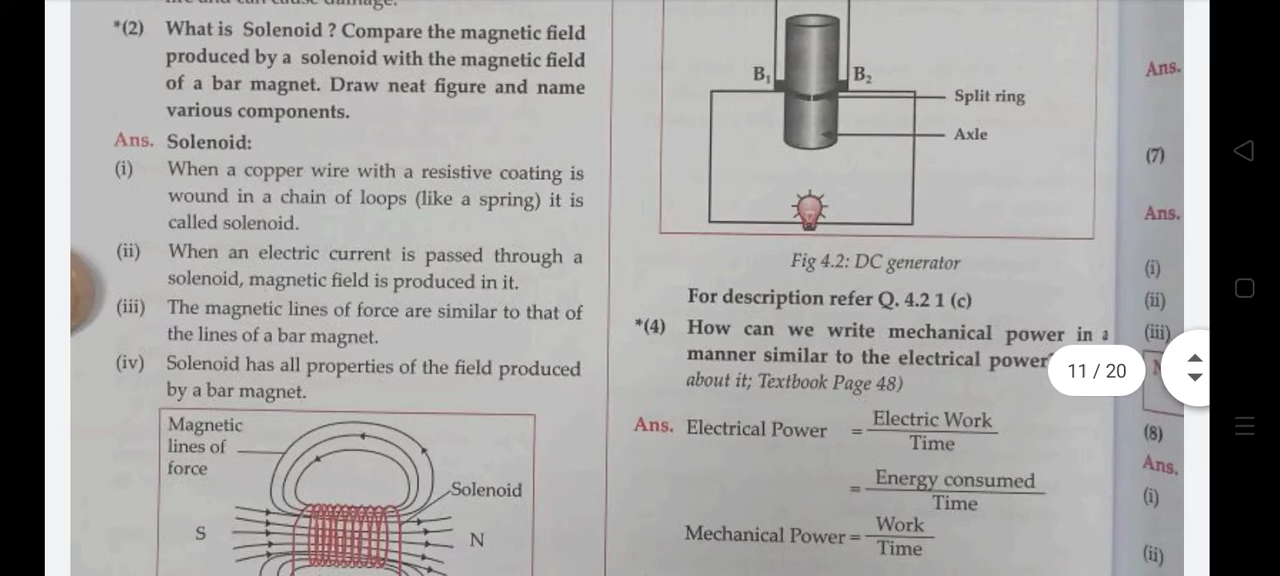 *(2) What is Solenoid ? Compare the magnetic field
produced by a solenoid with the magnetic field
of a bar magnet. Draw neat figure and name
various components.
Ans. Solenoid:
(i) When a copper wire with a resistive coating is
wound in a chain of loops (like a spring) it is
called solenoid.
(ii) When an electric current is passed through a
solenoid, magnetic field is produced in it.
(iii) The magnetic lines of force are similar to that of
the lines of a bar magnet.
(iv) Solenoid has all properties of the field produced
by a bar magnet.
Magnetic
lines of
force
Solenoid
S
N
B₁
B₂
Split ring
Axle
Fig 4.2: DC generator
For description refer Q. 4.2 1 (c)
*(4) How can we write mechanical power in a
manner similar to the electrical power
about it; Textbook Page 48)
Ans. Electrical Power = Electric Work
Time
= Energy consumed
Time
Mechanical Power = Work
Time
Ans.
(7)
Ans.
(i)
(ii)
(iii)
(8)
Ans.
(i)
(ii)
11 / 20